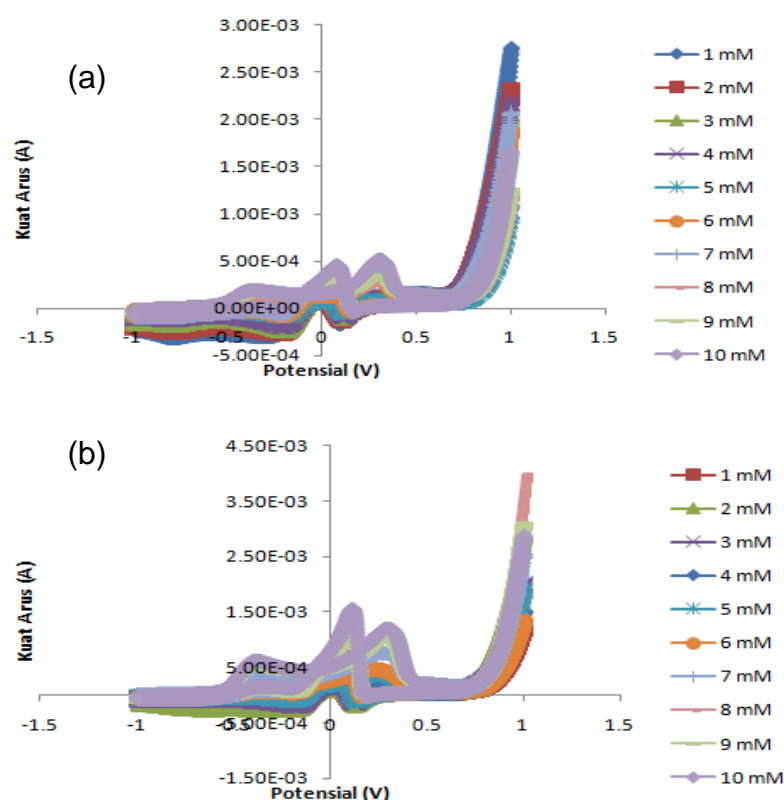 (a)
3.00E-03
2.50E-03
2.00E-03
1.50E-03
1.00E-03
5.00E-04
0.00E+00
-5.00E-04
-1.5 -1 -0.5 0 0.5 1 1.5
Kuat Arus (A)
Potensial (V)
1 mM
2 mM
3 mM
4 mM
5 mM
6 mM
7 mM
8 mM
9 mM
10 mM
(b)
4.50E-03
3.50E-03
2.50E-03
1.50E-03
5.00E-04
-5.00E-04
-1.50E-03
-1.5 -1 -0.5 0 0.5 1 1.5
Kuat Arus (A)
Potensial (V)
1 mM
2 mM
3 mM
4 mM
5 mM
6 mM
7 mM
8 mM
9 mM
10 mM